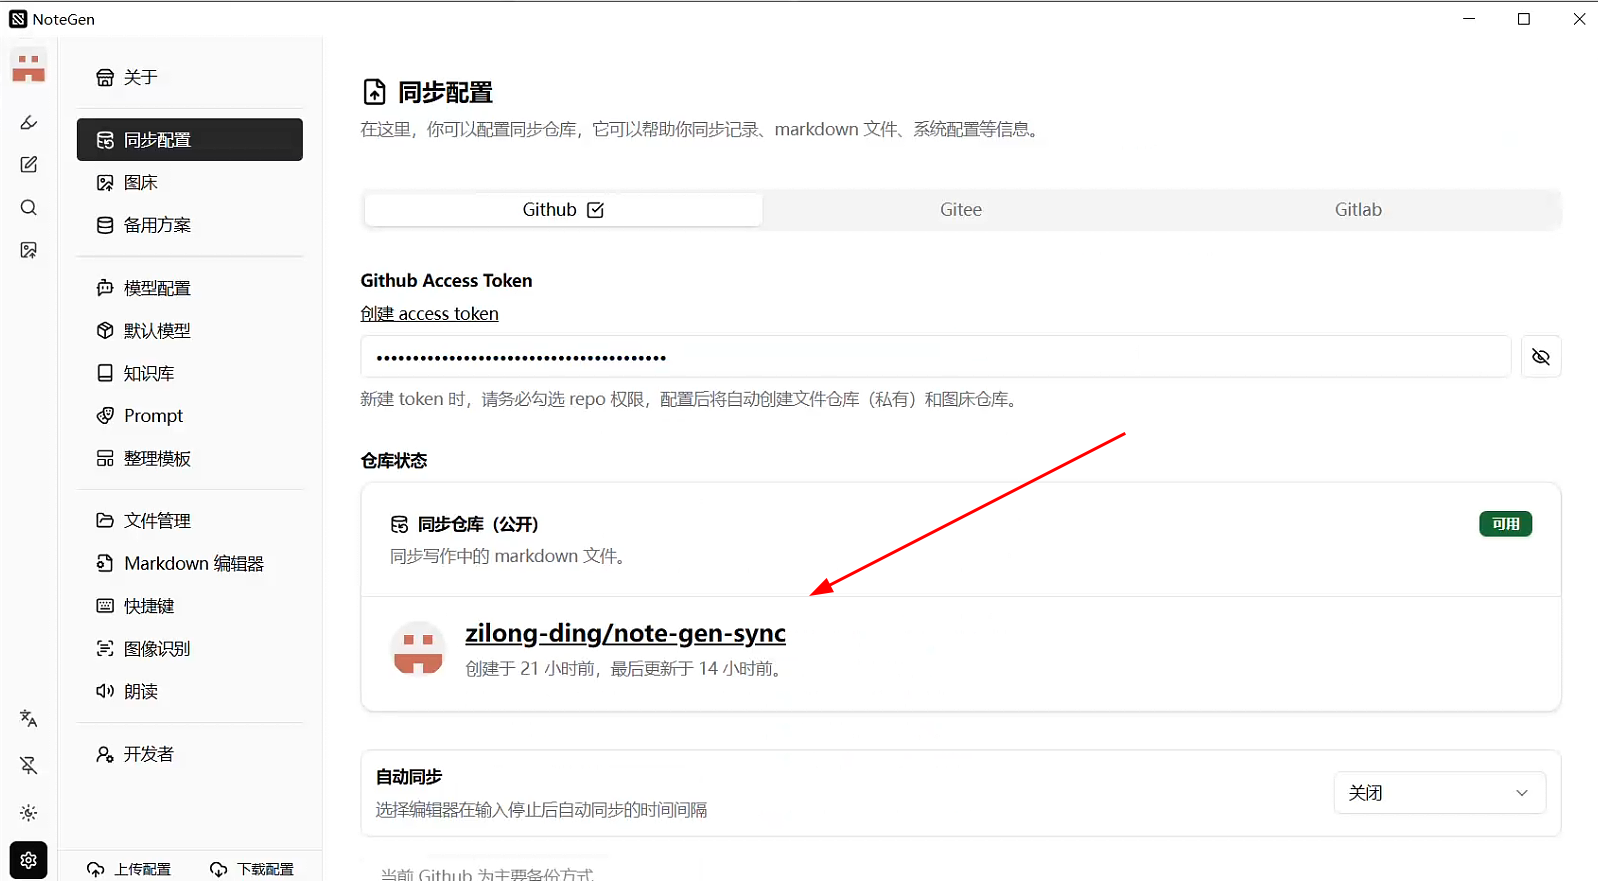 NoteGen
关于
同步配置
图床
备用方案
模型配置
默认模型
知识库
Prompt
整理模板
文件管理
Markdown 编辑器
快捷键
图像识别
朗读
开发者
上传配置
下载配置
同步配置
在这里，你可以配置同步仓库，它可以帮助你同步记录、markdown 文件、系统配置等信息。
Github
Gitee
Gitlab
Github Access Token
创建 access token
••••••••••••••••••••••••••••••••••••••••
新建 token 时，请务必勾选 repo 权限，配置后将自动创建文件仓库（私有）和图床仓库。
仓库状态
同步仓库（公开）
可用
同步写作中的 markdown 文件。
zilong-ding/note-gen-sync
创建于 21 小时前，最后更新于 14 小时前。
自动同步
选择编辑器在输入停止后自动同步的时间间隔
关闭
当前 Github 为主要备份方式